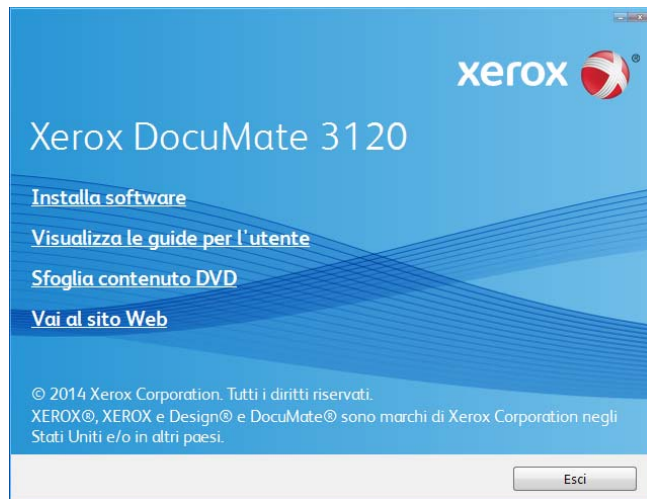 xerox ®
Xerox DocuMate 3120
Installa software
Visualizza le guide per l'utente
Sfoglia contenuto DVD
Vai al sito Web
© 2014 Xerox Corporation. Tutti i diritti riservati.
XEROX®, XEROX e Design® e DocuMate® sono marchi di Xerox Corporation negli
Stati Uniti e/o in altri paesi.
Esci